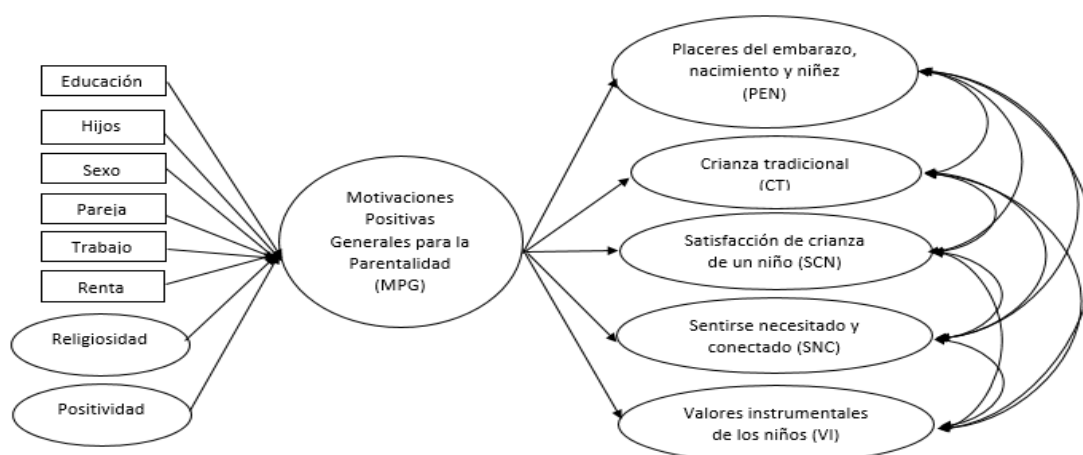 Educación
Hijos
Sexo
Pareja
Trabajo
Renta
Religiosidad
Positividad
Motivaciones
Positivas
Generales para la
Parentalidad
(MPG)
Placeres del embarazo,
nacimiento y niñez
(PEN)
Crianza tradicional
(CT)
Satisfacción de crianza
de un niño (SCN)
Sentirse necesitado y
conectado (SNC)
Valores instrumentales
de los niños (VI)